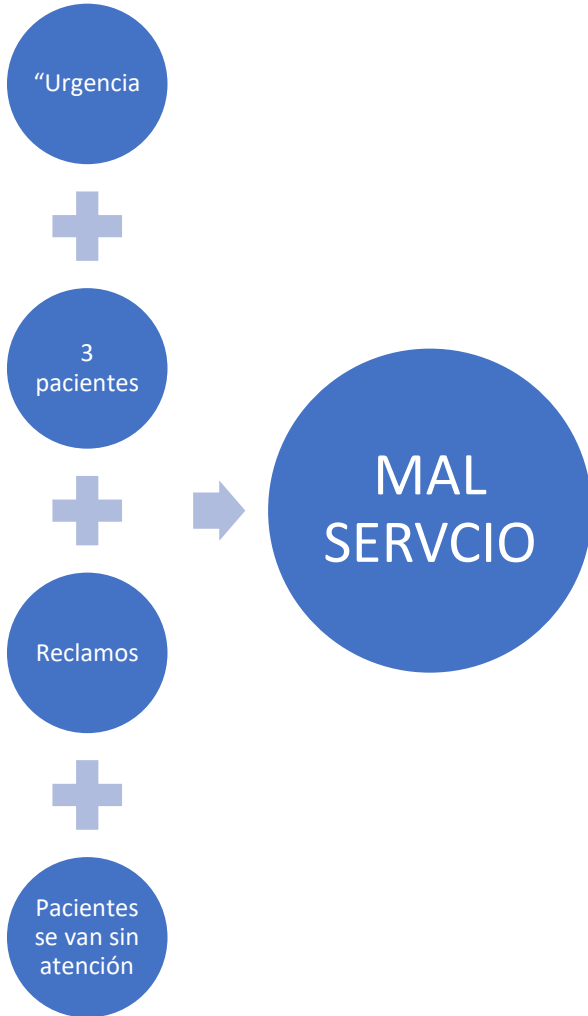 “Urgencia
3
pacientes
Reclamos
Pacientes
se van sin
atención
MAL
SERVCIO